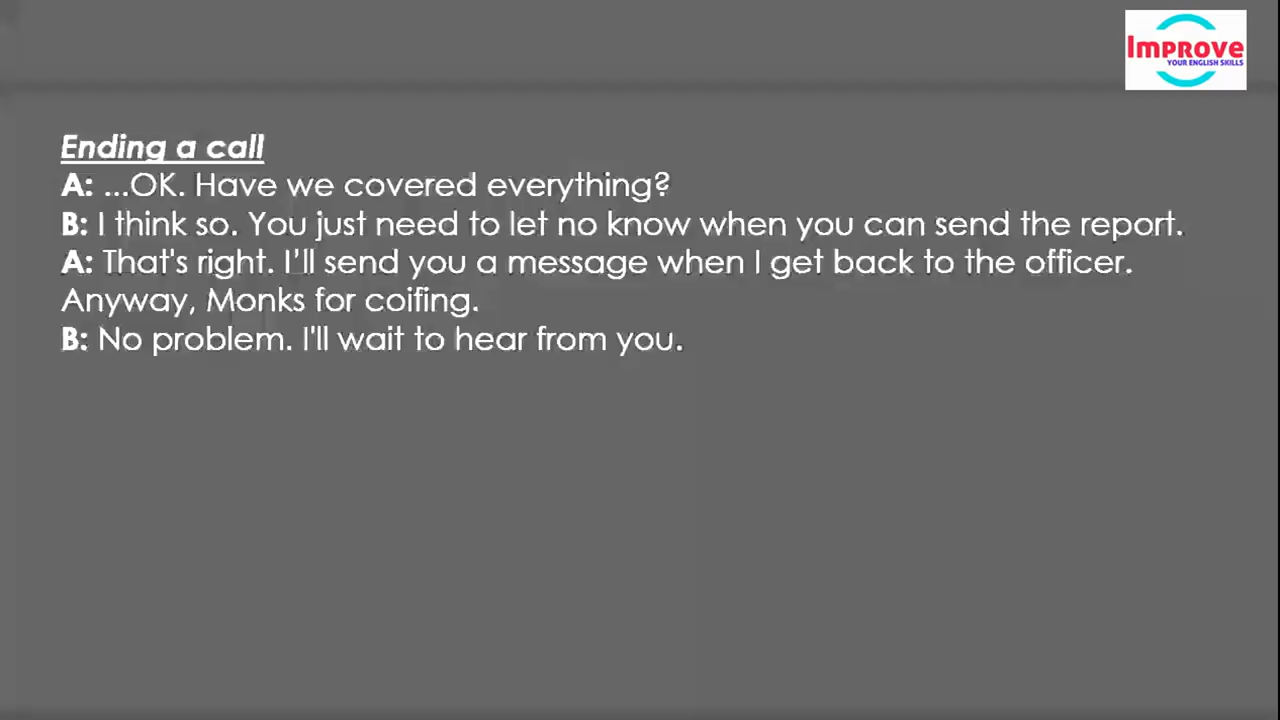 Improve
YOUR ENGLISH SKILLS
Ending a call
A: ...OK. Have we covered everything?
B: I think so. You just need to let no know when you can send the report.
A: That's right. I'll send you a message when I get back to the officer.
Anyway, Monks for coifing.
B: No problem. I'll wait to hear from you.